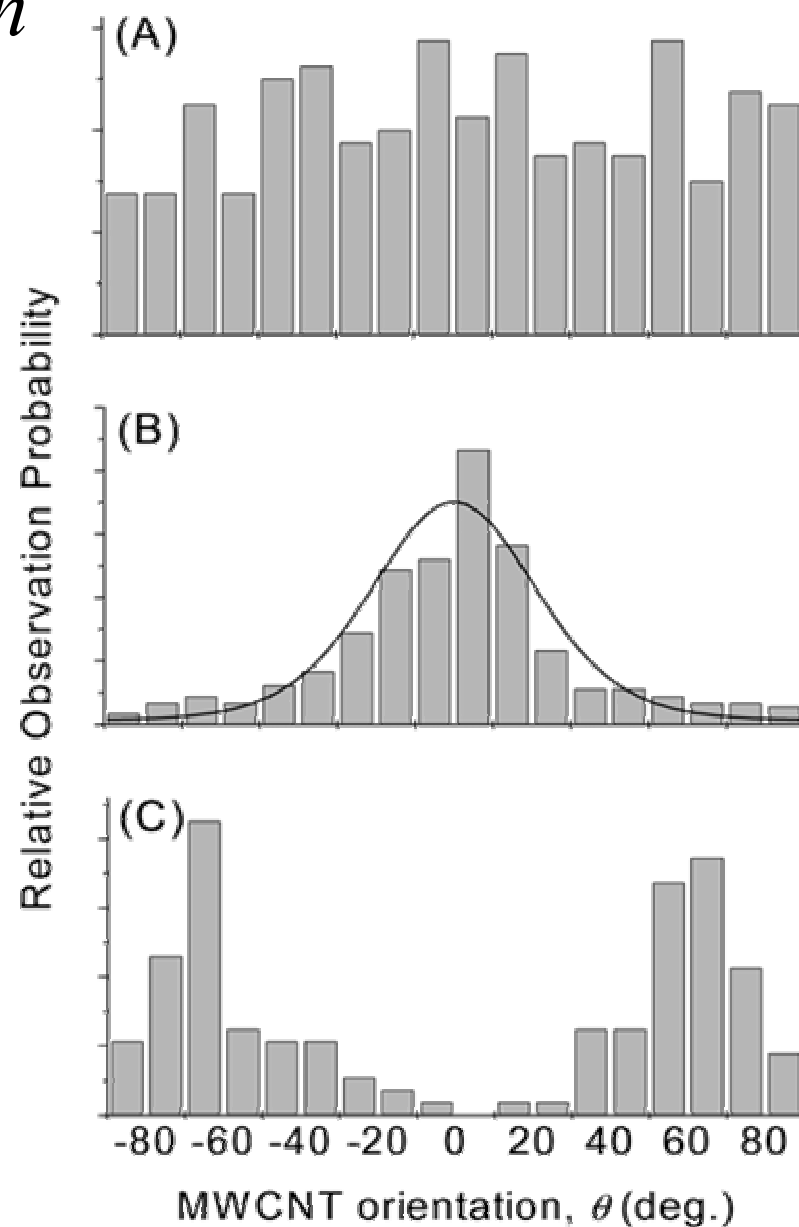 n
(A)
(B)
(C)
Relative Observation Probability
-80 -60 -40 -20 0 20 40 60 80
MWCNT orientation, θ (deg.)